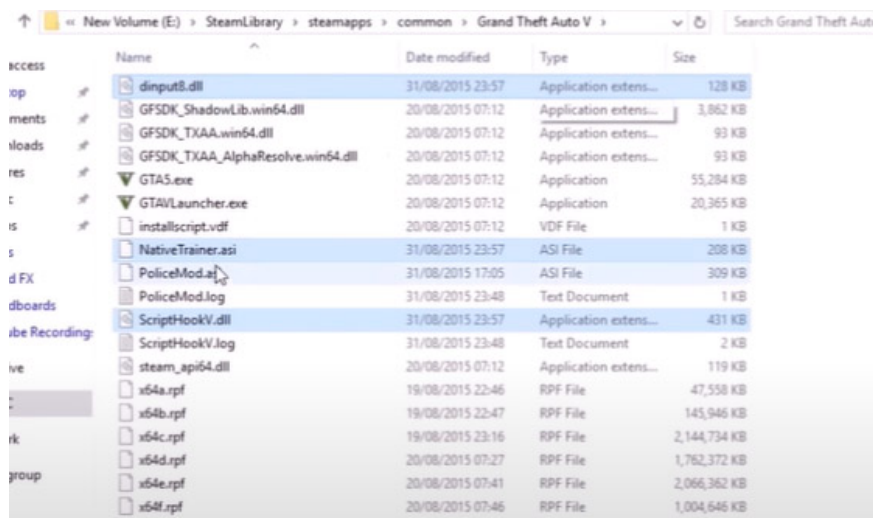 « New Volume (E:) › SteamLibrary › steamapps › common › Grand Theft Auto V › Search Grand Theft Auto
Name Date modified Type Size
access
dinput8.dll 31/08/2015 23:57 Application extens... 128 KB
GFSDK_ShadowLib.win64.dll 20/08/2015 07:12 Application extens... 3,862 KB
GFSDK_TXAA.win64.dll 20/08/2015 07:12 Application extens... 93 KB
GFSDK_TXAA_AlphaResolve.win64.dll 20/08/2015 07:12 Application extens... 93 KB
GTA5.exe 20/08/2015 07:12 Application 55,284 KB
GTAVLauncher.exe 20/08/2015 07:12 Application 20,365 KB
installscript.vdf 20/08/2015 07:12 VDF File 1 KB
NativeTrainer.asi 31/08/2015 23:57 ASI File 208 KB
PoliceMod.as 31/08/2015 17:05 ASI File 309 KB
PoliceMod.log 31/08/2015 23:48 Text Document 1 KB
ScriptHookV.dll 31/08/2015 23:57 Application extens... 431 KB
ScriptHookV.log 31/08/2015 23:48 Text Document 2 KB
steam_api64.dll 20/08/2015 07:12 Application extens... 119 KB
x64a.rpf 19/08/2015 22:46 RPF File 47,558 KB
x64b.rpf 19/08/2015 22:47 RPF File 145,946 KB
x64c.rpf 19/08/2015 23:16 RPF File 2,144,734 KB
x64d.rpf 20/08/2015 07:27 RPF File 1,762,372 KB
x64e.rpf 20/08/2015 07:41 RPF File 2,066,362 KB
x64f.rpf 20/08/2015 07:46 RPF File 1,004,646 KB
op
ments
nloads
res
d FX
dboards
ube Recording:
ive
rk
group